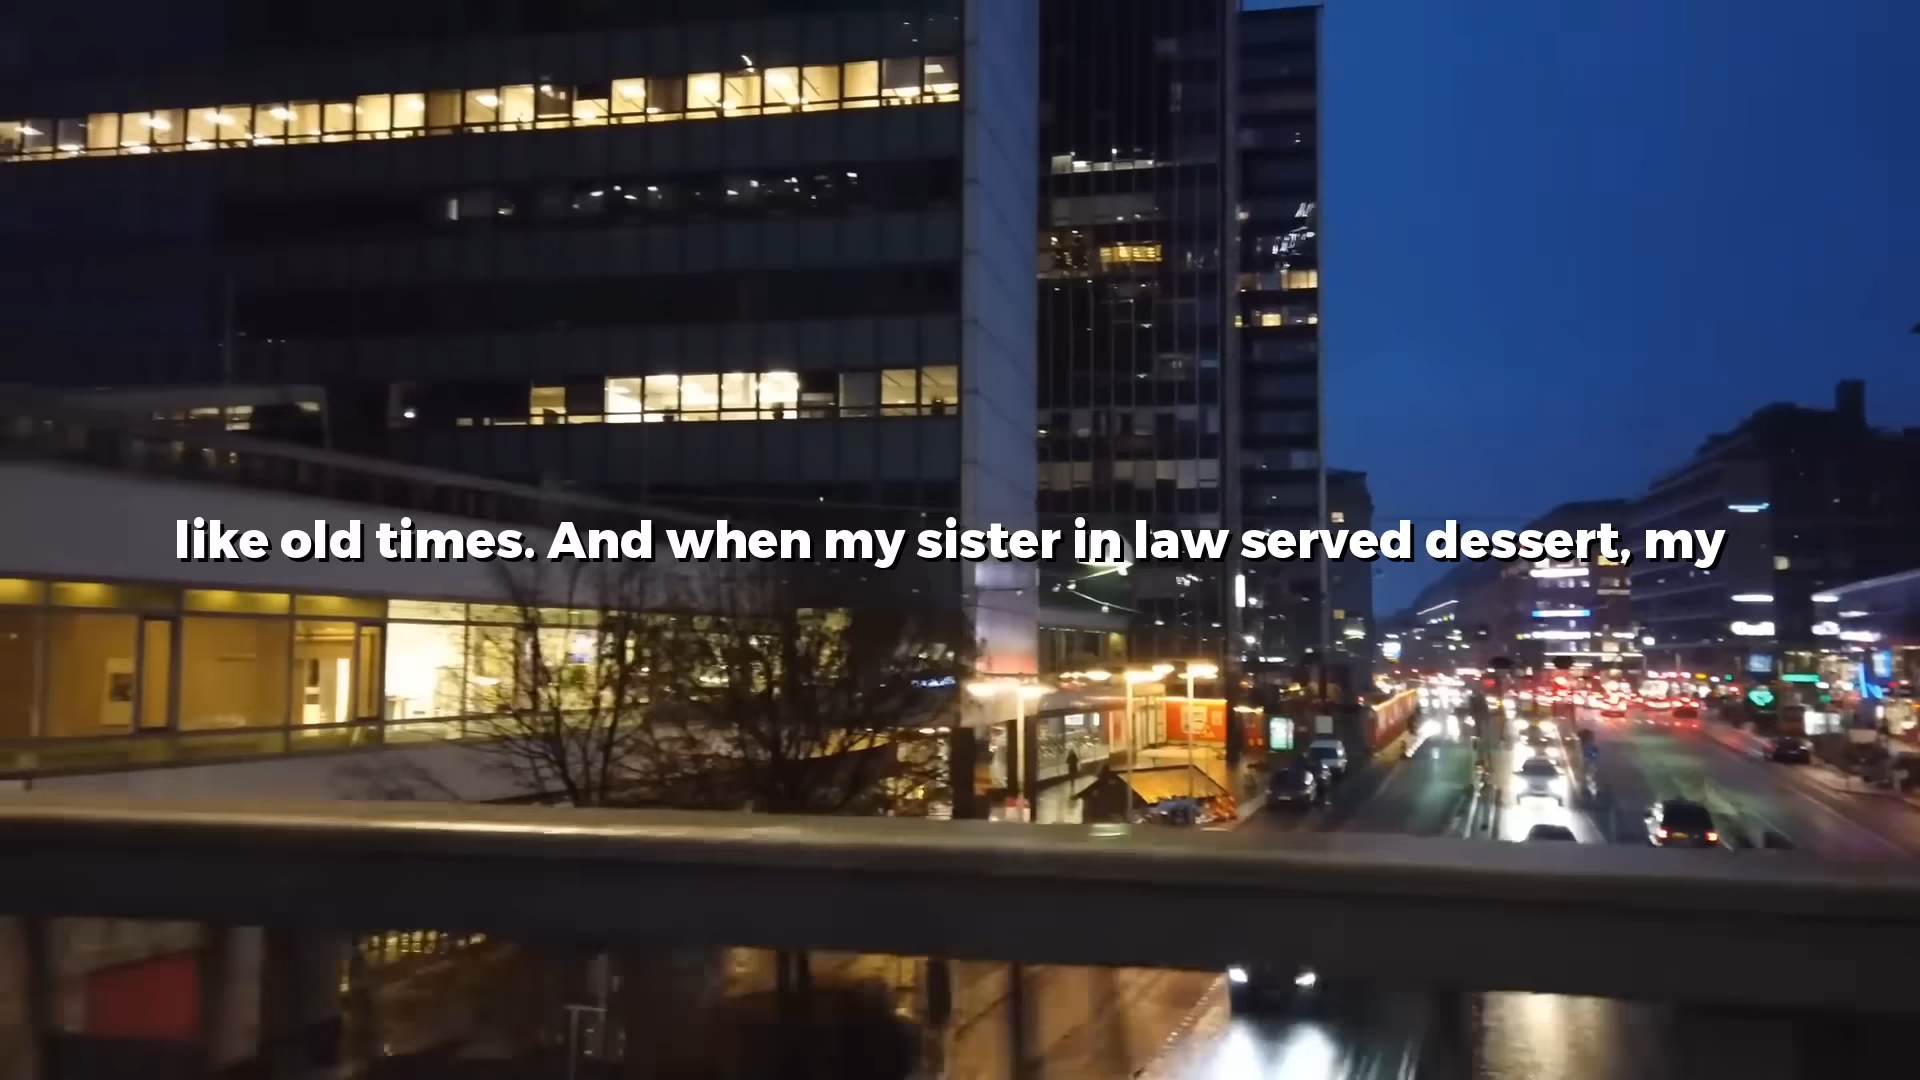 like old times. And when my sister in law served dessert, my